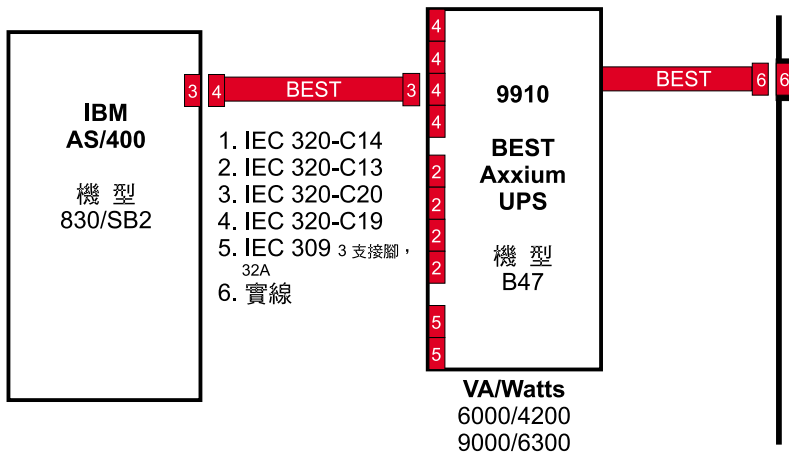 IBM
AS/400
機 型
830/SB2
3
4 BEST 3
1. IEC 320-C14
2. IEC 320-C13
3. IEC 320-C20
4. IEC 320-C19
5. IEC 309 3 支接腳，
32A
6. 實線
4
4
4
4
2
2
2
2
5
5
9910
BEST
Axxium
UPS
機 型
B47
VA/Watts
6000/4200
9000/6300
BEST 6
6